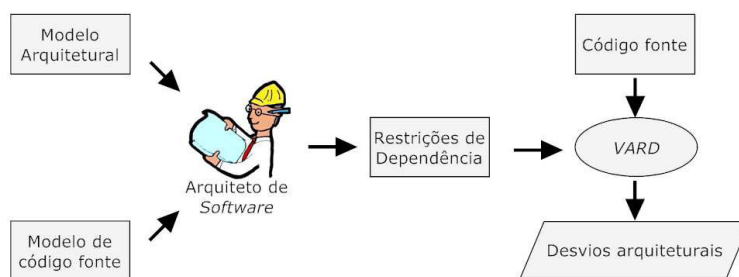 Modelo
Arquitetural
Modelo de
código fonte
Arquiteto de
Software
Restrições de
Dependência
Código fonte
VARD
Desvios arquiteturais